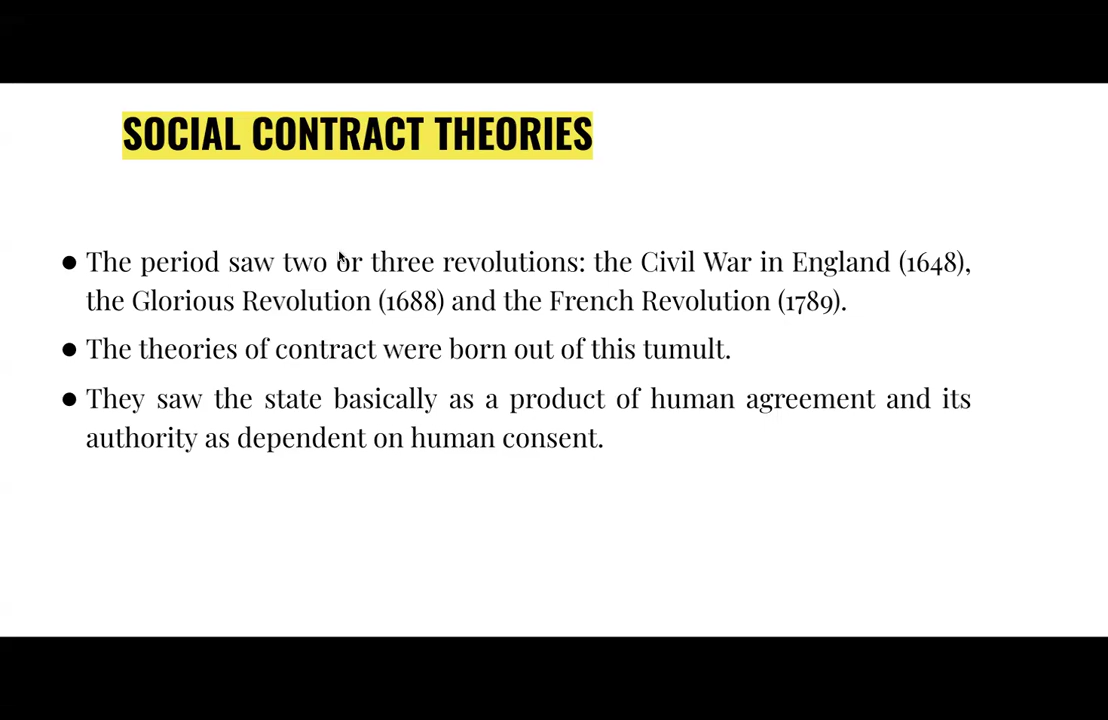 SOCIAL CONTRACT THEORIES
● The period saw two or three revolutions: the Civil War in England (1648),
the Glorious Revolution (1688) and the French Revolution (1789).
● The theories of contract were born out of this tumult.
● They saw the state basically as a product of human agreement and its
authority as dependent on human consent.